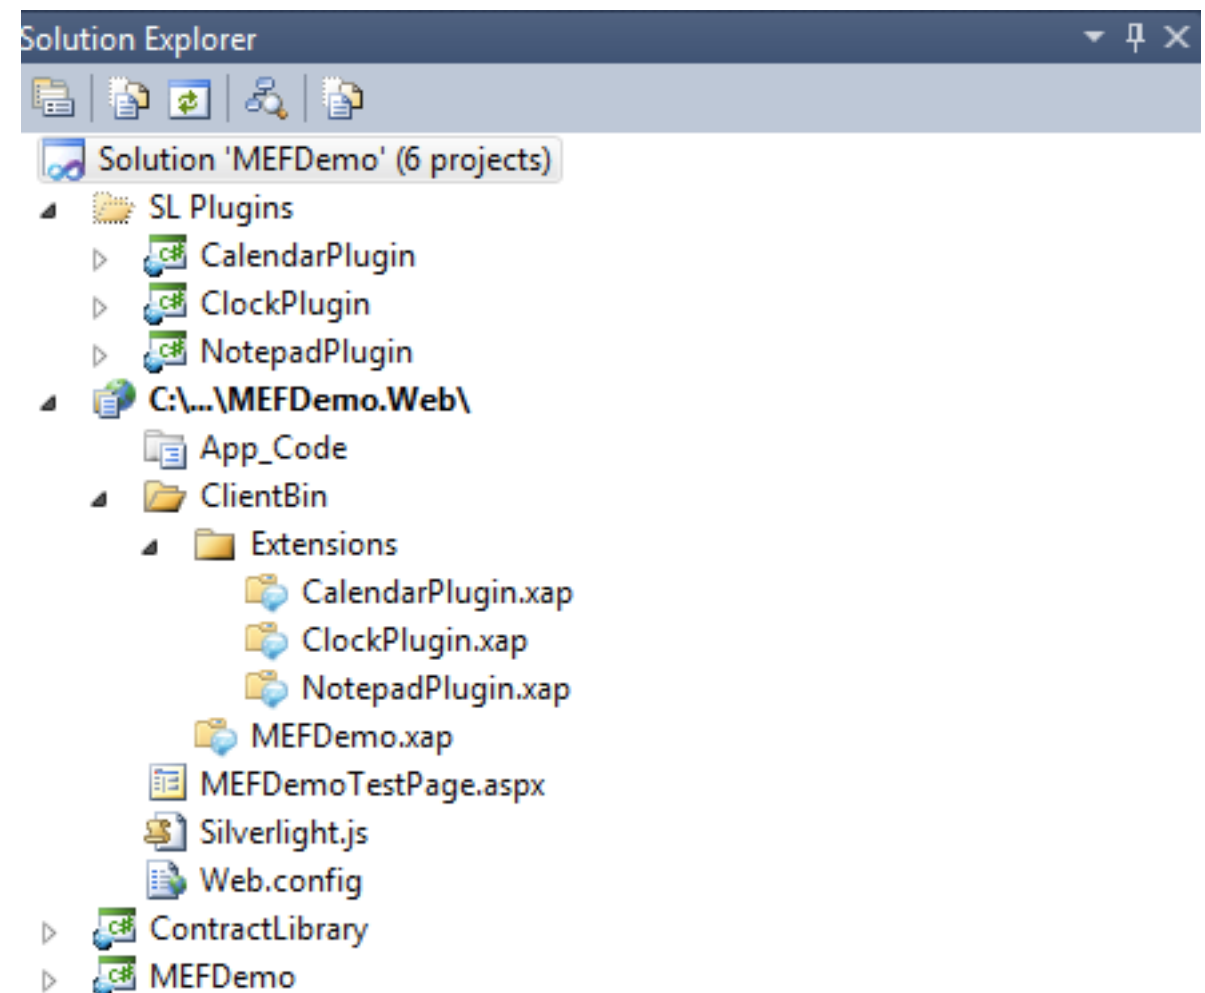 Solution Explorer
Solution 'MEFDemo' (6 projects)
SL Plugins
C# CalendarPlugin
C# ClockPlugin
C# NotepadPlugin
C:\...\MEFDemo.Web\
App_Code
ClientBin
Extensions
CalendarPlugin.xap
ClockPlugin.xap
NotepadPlugin.xap
MEFDemo.xap
MEFDemoTestPage.aspx
Silverlight.js
Web.config
C# ContractLibrary
C# MEFDemo